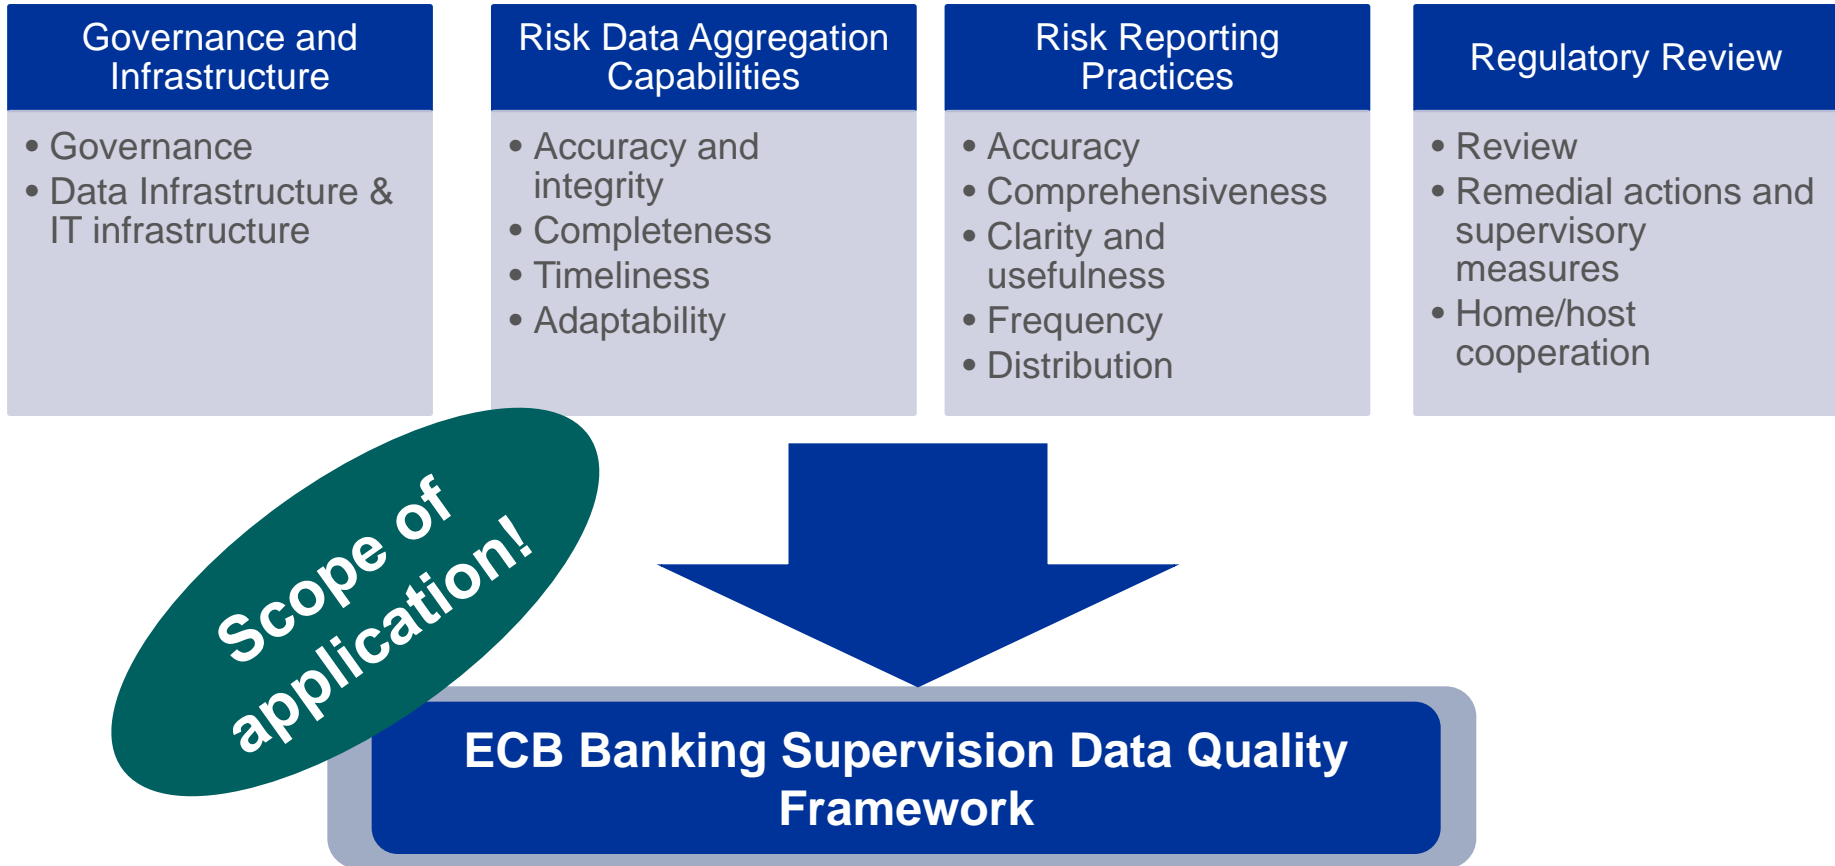 Governance and
Infrastructure
• Governance
• Data Infrastructure &
IT infrastructure
Risk Data Aggregation
Capabilities
• Accuracy and
integrity
• Completeness
• Timeliness
• Adaptability
Risk Reporting
Practices
• Accuracy
• Comprehensiveness
• Clarity and
usefulness
• Frequency
• Distribution
Regulatory Review
• Review
• Remedial actions and
supervisory
measures
• Home/host
cooperation
Scope of
application!
ECB Banking Supervision Data Quality
Framework